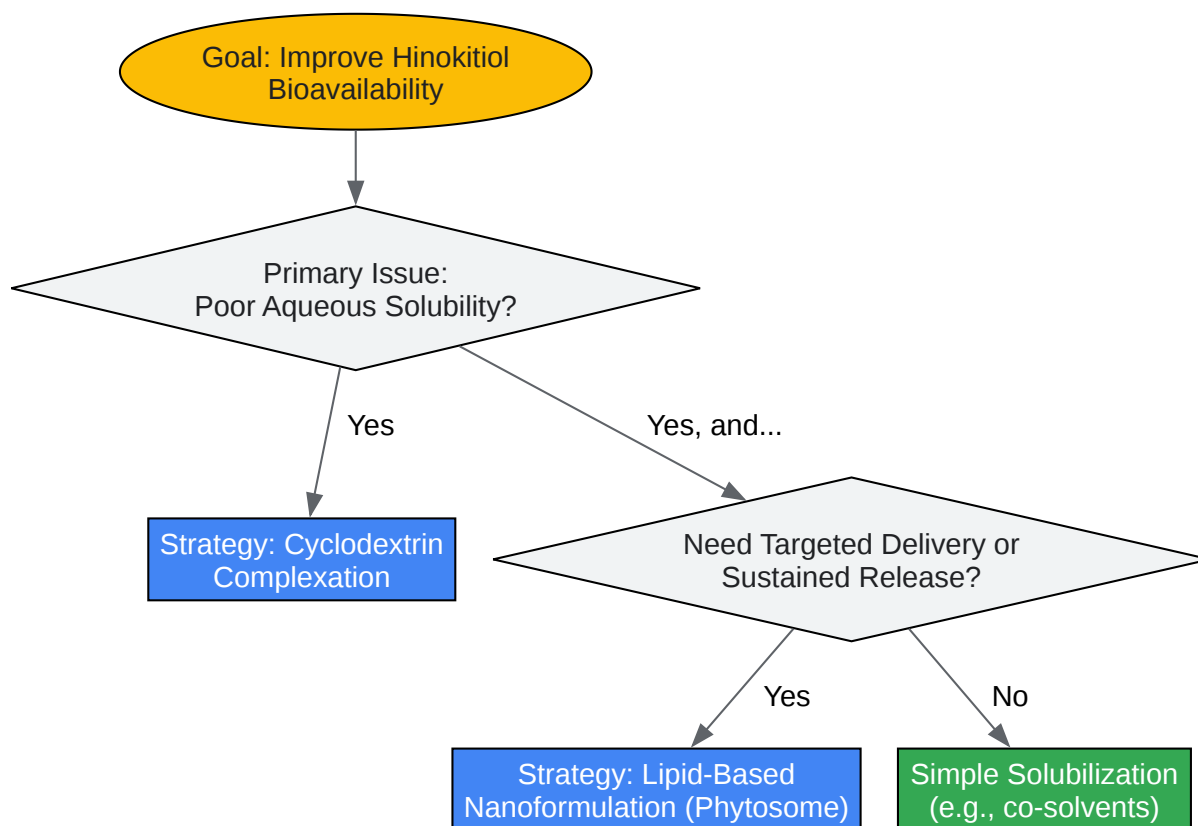 Goal: Improve Hinokitiol
Bioavailability
Primary Issue:
Poor Aqueous Solubility?
Yes
Yes, and...
Strategy: Cyclodextrin
Complexation
Need Targeted Delivery or
Sustained Release?
Yes
No
Strategy: Lipid-Based
Nanoformulation (Phytosome)
Simple Solubilization
(e.g., co-solvents)